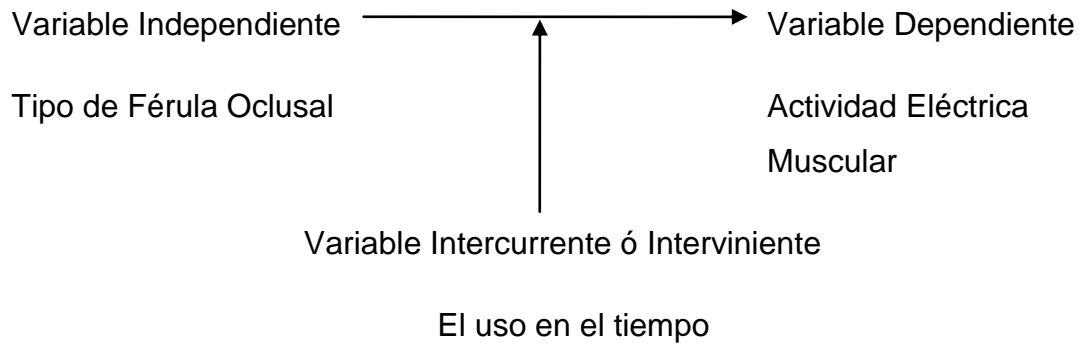 Variable Independiente Variable Dependiente
Tipo de Férula Oclusal Actividad Eléctrica
Muscular
Variable Intercurrente ó Interviniente
El uso en el tiempo